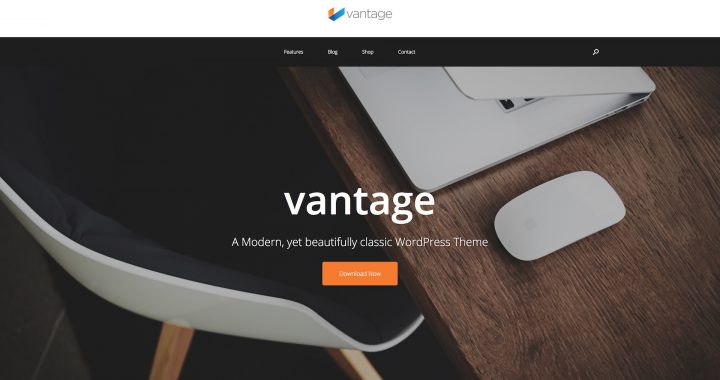 vantage
Features Blog Shop Contact
vantage
A Modern, yet beautifully classic WordPress Theme
Download Now